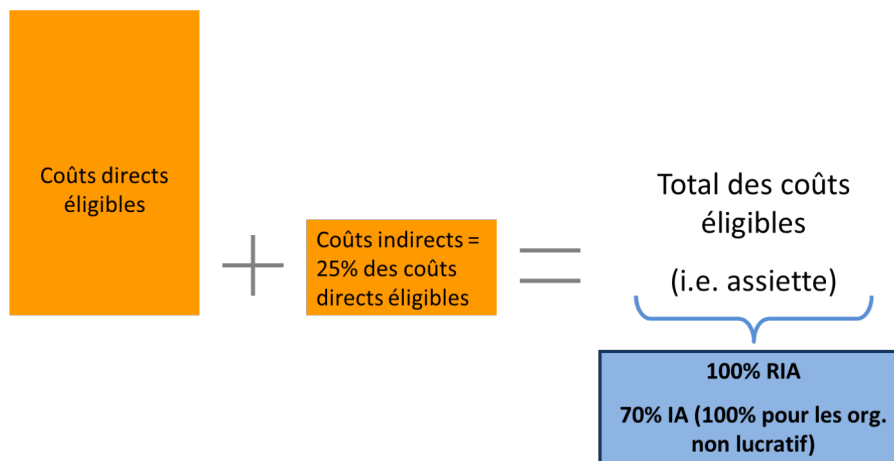 Coûts directs
éligibles
Coûts indirects =
25% des coûts
directs éligibles
Total des coûts
éligibles
(i.e. assiette)
100% RIA
70% IA (100% pour les org.
non lucratif)